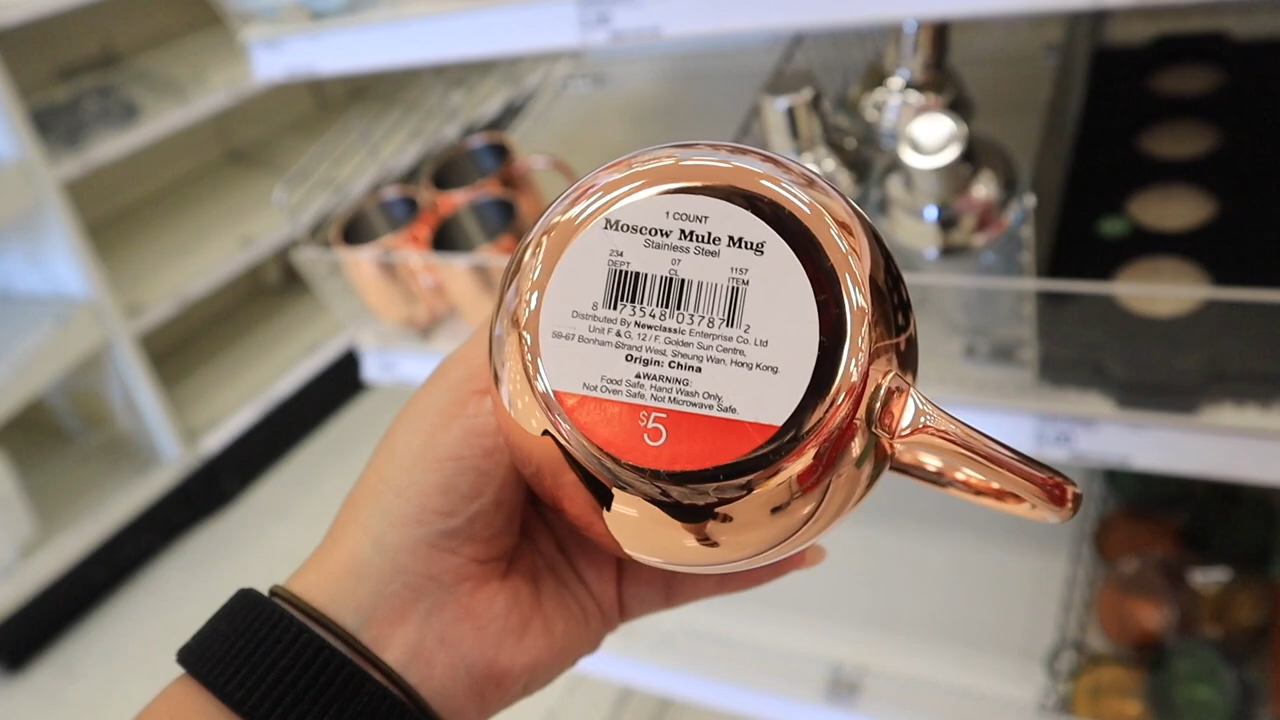 1 COUNT
Moscow Mule Mug
Stainless Steel
234 07 1157
DEPT CL ITEM
8 73548 03787 2
Distributed By Newclassic Enterprise Co. Ltd
Unit F & G, 12 / F, Golden Sun Centre,
59-67 Bonham Strand West, Sheung Wan, Hong Kong.
Origin: China
⚠WARNING:
Food Safe, Hand Wash Only,
Not Oven Safe, Not Microwave Safe.
$5